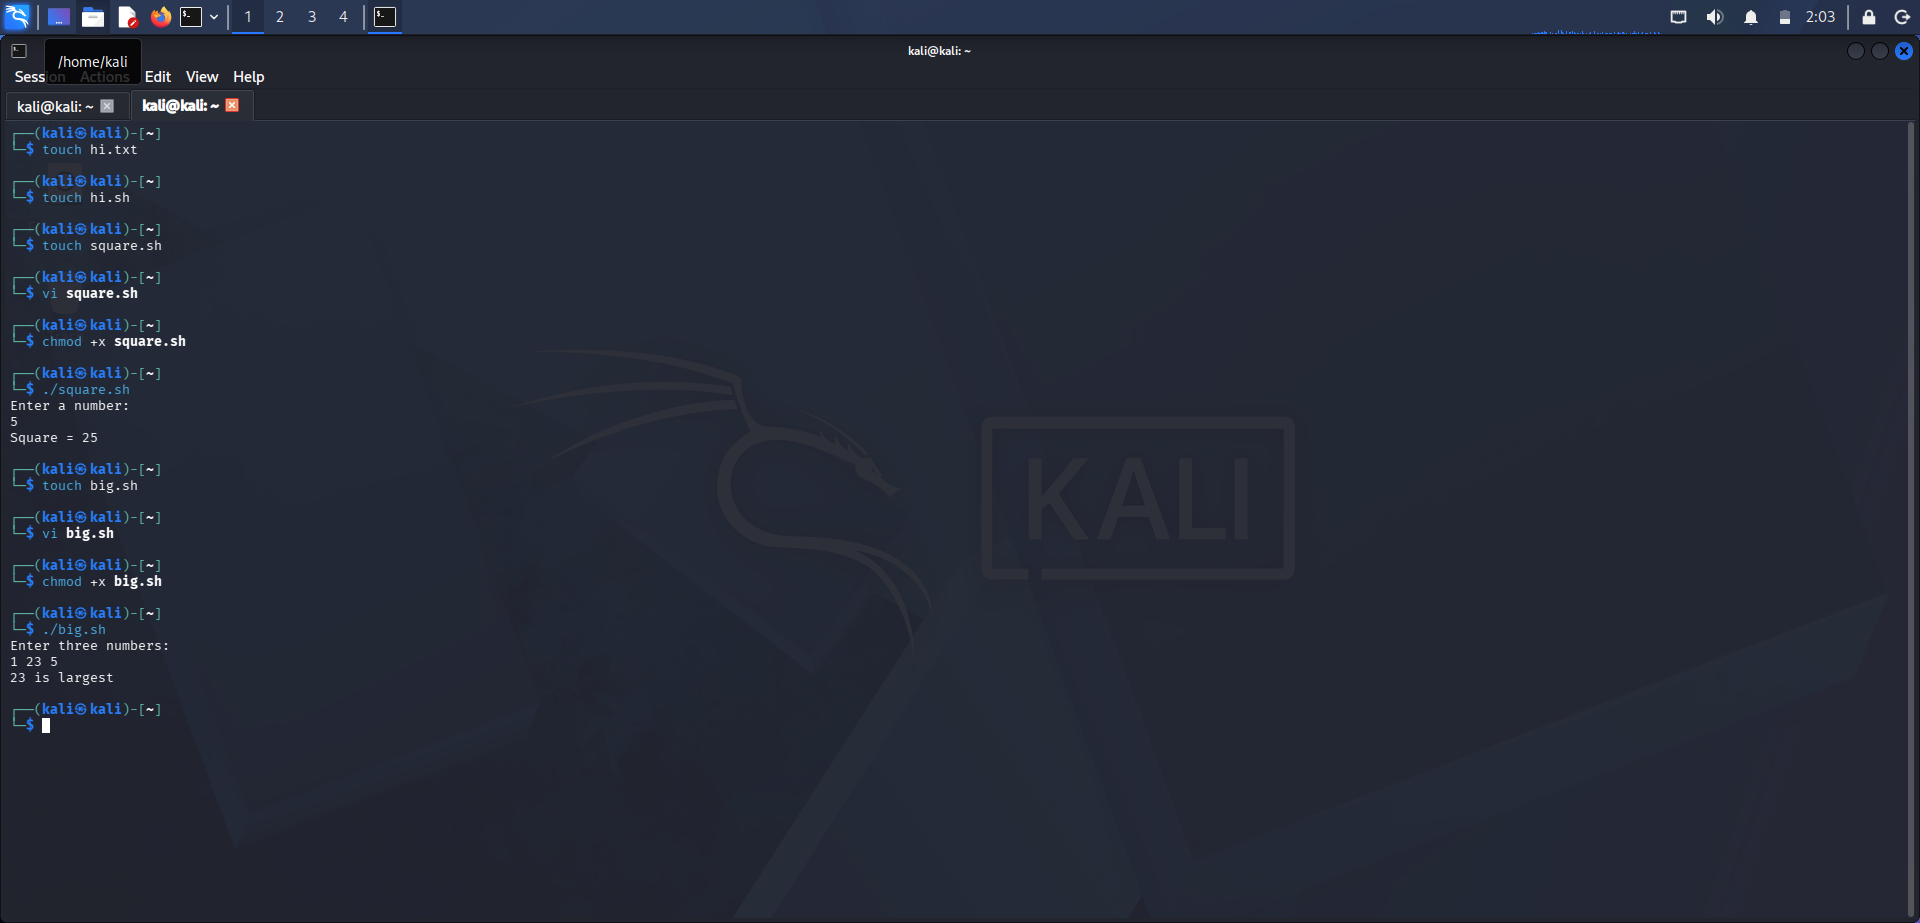 1 2 3 4 2:03
kali@kali: ~
/home/kali
Session Actions Edit View Help
kali@kali: ~ kali@kali: ~
┌──(kali㉿kali)-[~]
└─$ touch hi.txt
┌──(kali㉿kali)-[~]
└─$ touch hi.sh
┌──(kali㉿kali)-[~]
└─$ touch square.sh
┌──(kali㉿kali)-[~]
└─$ vi square.sh
┌──(kali㉿kali)-[~]
└─$ chmod +x square.sh
┌──(kali㉿kali)-[~]
└─$ ./square.sh
Enter a number:
5
Square = 25
┌──(kali㉿kali)-[~]
└─$ touch big.sh
┌──(kali㉿kali)-[~]
└─$ vi big.sh
┌──(kali㉿kali)-[~]
└─$ chmod +x big.sh
┌──(kali㉿kali)-[~]
└─$ ./big.sh
Enter three numbers:
1 23 5
23 is largest
┌──(kali㉿kali)-[~]
└─$
KALI